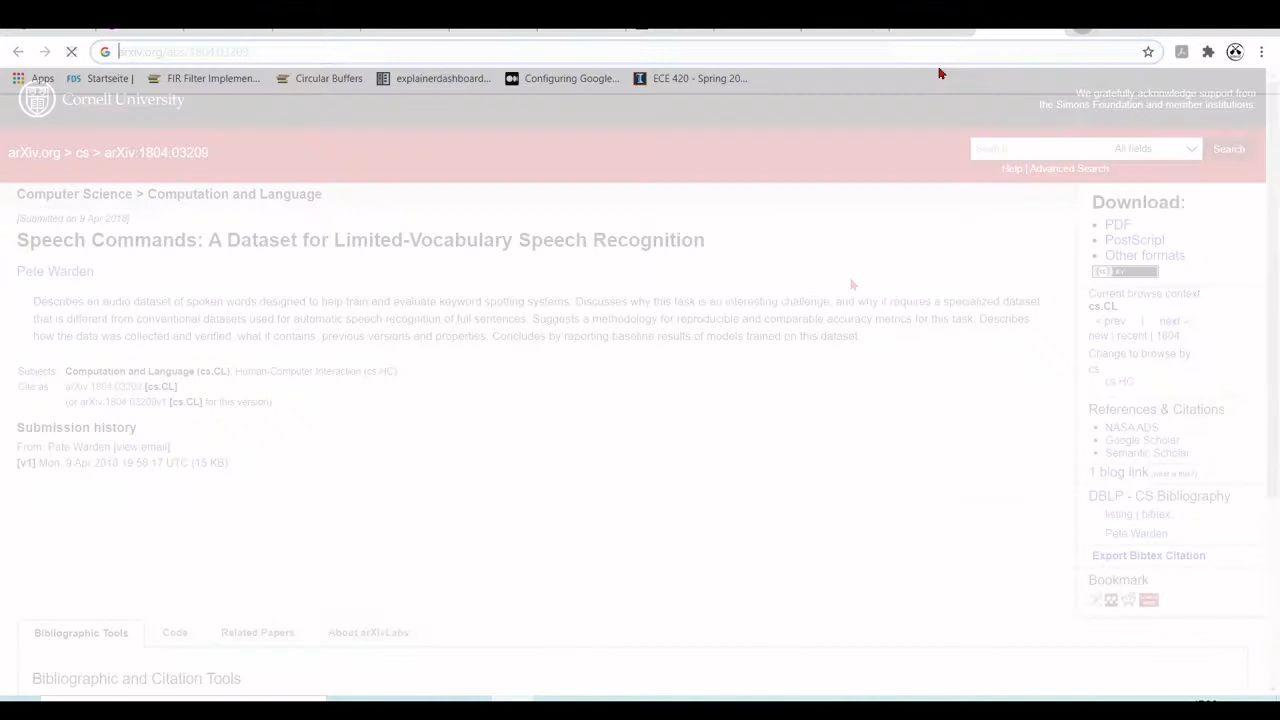 arxiv.org/abs/1804.03209
Apps FDS Startseite | FIR Filter Implemen... Circular Buffers explainerdashboard... Configuring Google... ECE 420 - Spring 20...
Cornell University
We gratefully acknowledge support from
the Simons Foundation and member institutions.
arXiv.org > cs > arXiv:1804.03209
All fields
Search
Help | Advanced Search
Computer Science > Computation and Language
[Submitted on 9 Apr 2018]
Speech Commands: A Dataset for Limited-Vocabulary Speech Recognition
Pete Warden
Describes an audio dataset of spoken words designed to help train and evaluate keyword spotting systems. Discusses why this task is an interesting challenge, and why it requires a specialized dataset
that is different from conventional datasets used for automatic speech recognition of full sentences. Suggests a methodology for reproducible and comparable accuracy metrics for this task. Describes
how the data was collected and verified, what it contains, previous versions and properties. Concludes by reporting baseline results of models trained on this dataset.
Subjects: Computation and Language (cs.CL); Human-Computer Interaction (cs.HC)
Cite as arXiv:1804.03209 [cs.CL]
(or arXiv:1804.03209v1 [cs.CL] for this version)
Submission history
From: Pete Warden [view email]
[v1] Mon, 9 Apr 2018 19:58:17 UTC (15 KB)
Download:
PDF
PostScript
Other formats
Current browse context:
cs.CL
< prev | next >
new | recent | 1804
Change to browse by:
cs
cs.HC
References & Citations
NASA ADS
Google Scholar
Semantic Scholar
1 blog link (what is this?)
DBLP - CS Bibliography
listing | bibtex
Pete Warden
Export Bibtex Citation
Bookmark
Bibliographic Tools Code Related Papers About arXivLabs
Bibliographic and Citation Tools